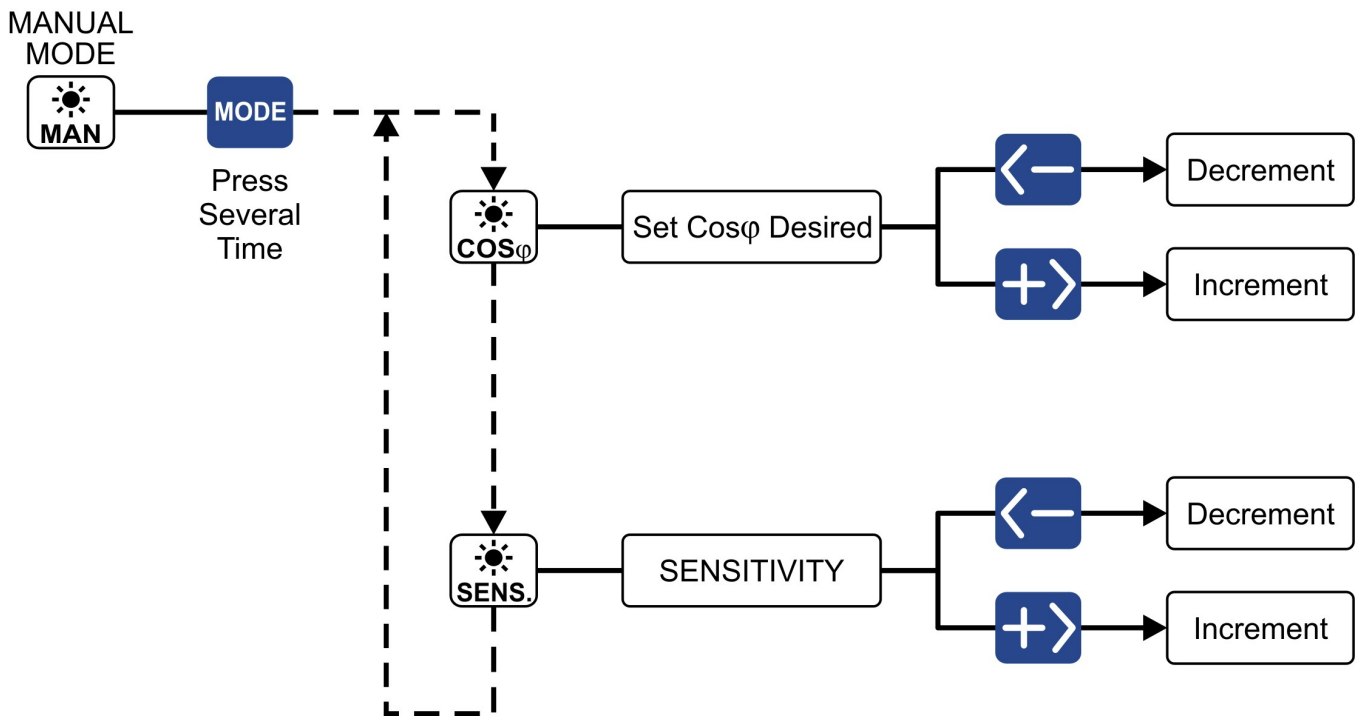 MANUAL
MODE
MAN
MODE
Press
Several
Time
COSφ
Set Cosφ Desired
Decrement
Increment
SENS.
SENSITIVITY
Decrement
Increment